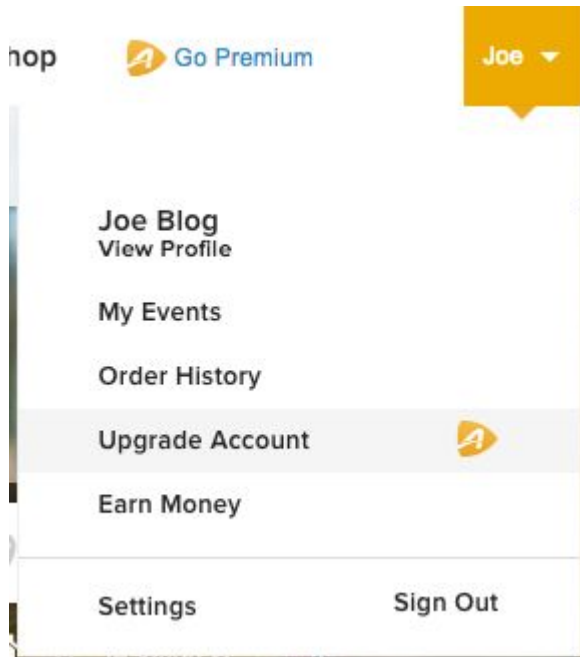 hop Go Premium Joe
Joe Blog
View Profile
My Events
Order History
Upgrade Account
Earn Money
Settings Sign Out